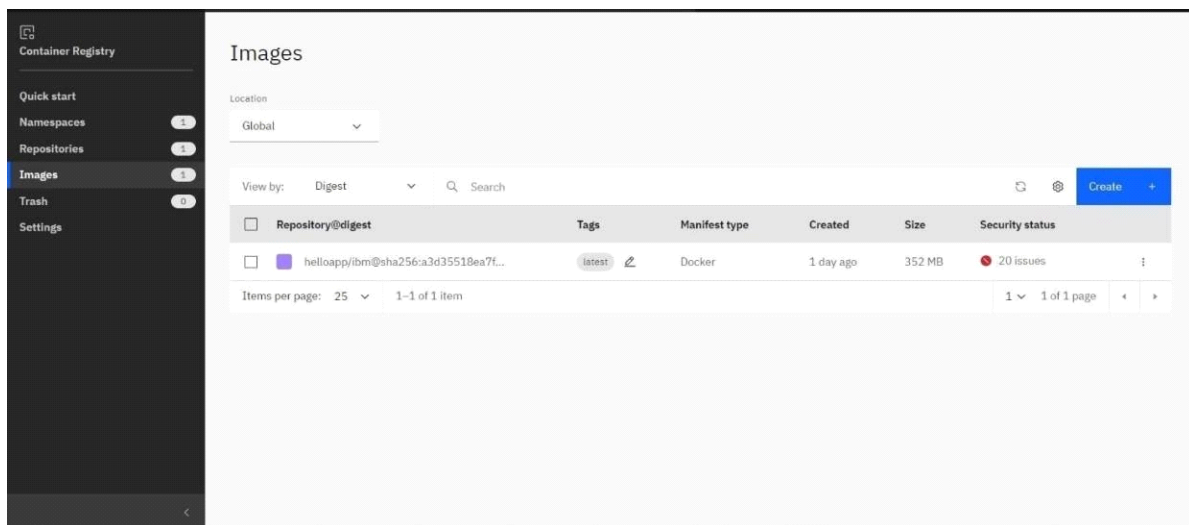 Container Registry
Quick start
Namespaces 1
Repositories 1
Images 1
Trash 0
Settings
Images
Location
Global
View by: Digest Search Create +
Repository@digest Tags Manifest type Created Size Security status
helloapp/ibm@sha256:a3d35518ea7f... latest Docker 1 day ago 352 MB 20 issues
Items per page: 25 1–1 of 1 item 1 1 of 1 page